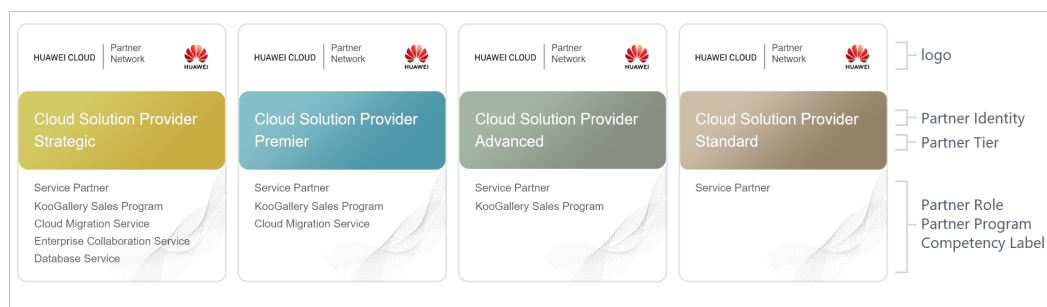 HUAWEI CLOUD
Partner
Network
HUAWEI
Cloud Solution Provider
Strategic
Service Partner
KooGallery Sales Program
Cloud Migration Service
Enterprise Collaboration Service
Database Service
HUAWEI CLOUD
Partner
Network
HUAWEI
Cloud Solution Provider
Premier
Service Partner
KooGallery Sales Program
Cloud Migration Service
HUAWEI CLOUD
Partner
Network
HUAWEI
Cloud Solution Provider
Advanced
Service Partner
KooGallery Sales Program
HUAWEI CLOUD
Partner
Network
HUAWEI
Cloud Solution Provider
Standard
Service Partner
logo
Partner Identity
Partner Tier
Partner Role
Partner Program
Competency Label